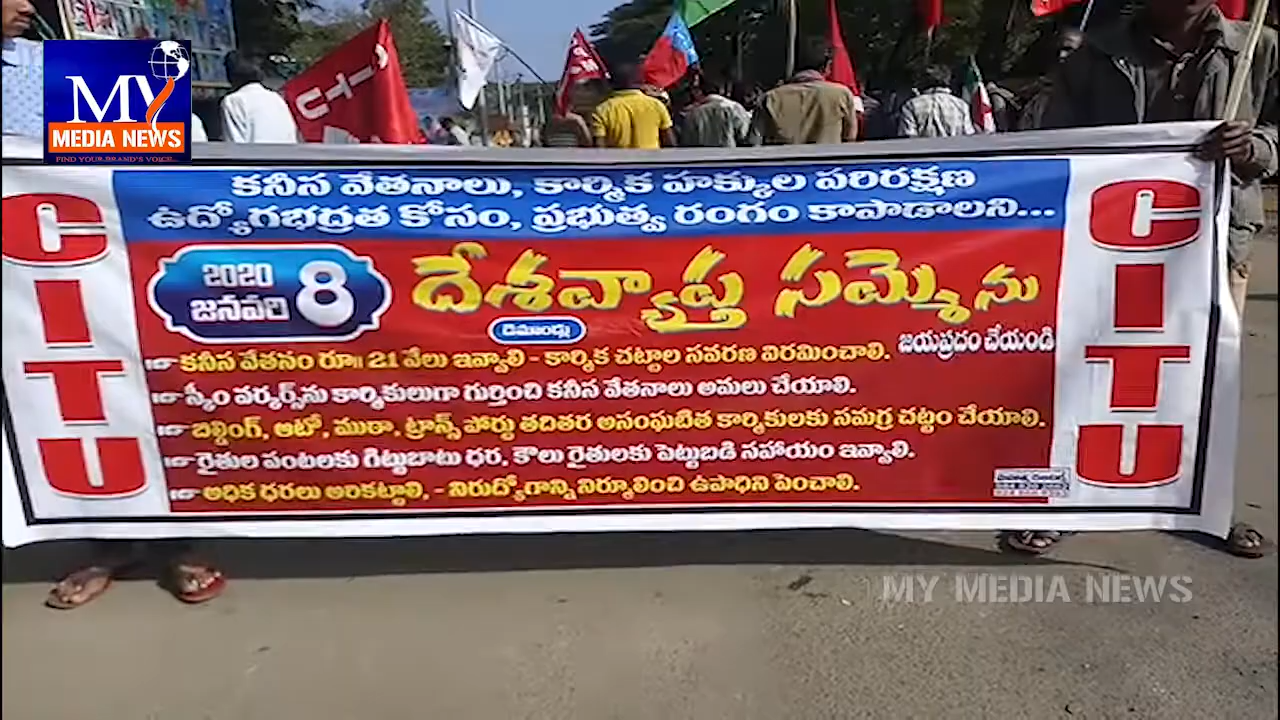 MY
MEDIA NEWS
FIND YOUR BRAND'S VOICE...
CITU
కనీస వేతనాలు, కార్మిక హక్కుల పరిరక్షణ
ఉద్యోగభద్రత కోసం, ప్రభుత్వ రంగం కాపాడాలని...
CITU
CITU
2020
జనవరి 8
దేశవ్యాప్త సమ్మెను
జయప్రదం చేయండి
డిమాండ్లు
కనీస వేతనం రూ॥ 21 వేలు ఇవ్వాలి - కార్మిక చట్టాల సవరణ విరమించాలి.
స్కీం వర్కర్స్‌ను కార్మికులుగా గుర్తించి కనీస వేతనాలు అమలు చేయాలి.
బిల్డింగ్, ఆటో, ముఠా, ట్రాన్స్ పోర్టు తదితర అసంఘటిత కార్మికులకు సమగ్ర చట్టం చేయాలి.
రైతుల పంటలకు గిట్టుబాటు ధర. కౌలు రైతులకు పెట్టుబడి సహాయం ఇవ్వాలి.
అధిక ధరలు అరికట్టాలి, - నిరుద్యోగాన్ని నిర్మూలించి ఉపాధిని పెంచాలి.
MY MEDIA NEWS